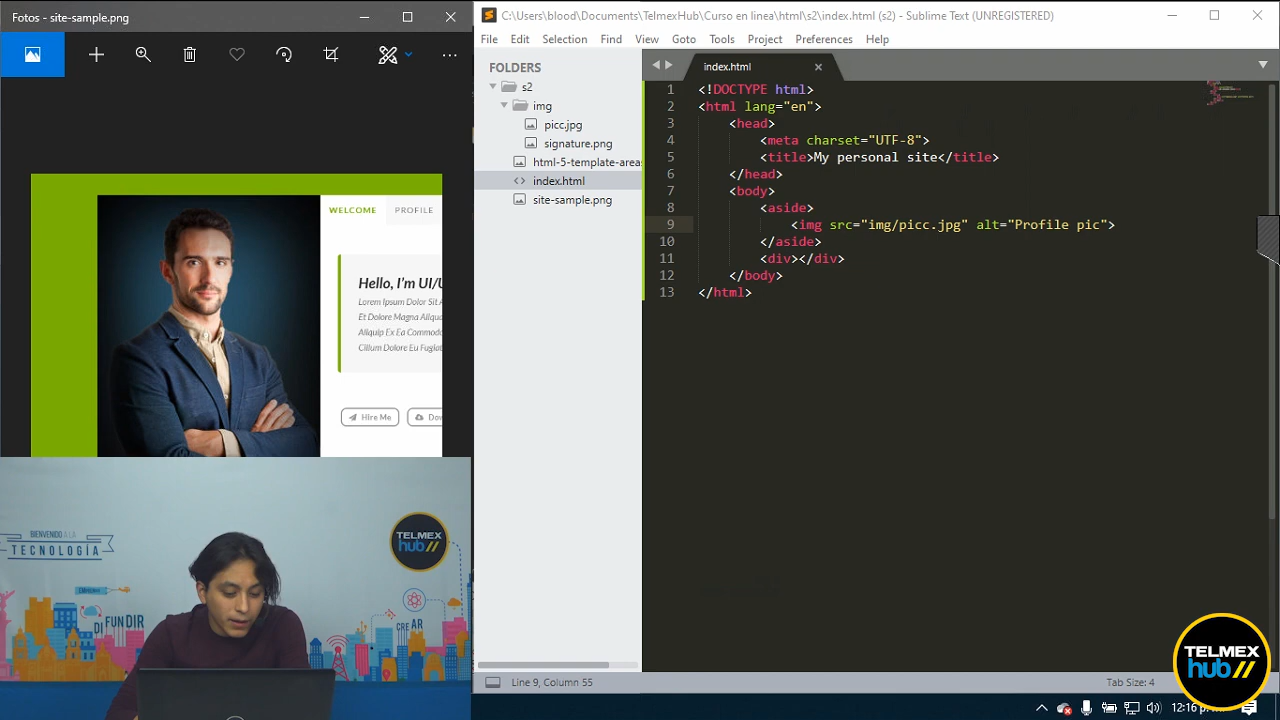 Fotos - site-sample.png
WELCOME
PROFILE
Hello, I'm UI/U
Lorem Ipsum Dolor Sit A
Et Dolore Magna Aliqua
Aliquip Ex Ea Commodo
Cillum Dolore Eu Fugiat
Hire Me
Dow
BIENVENIDO A LA
TECNOLOGÍA
TELMEX
hub//
DIFUNDIR
CREAR
C:\Users\blood\Documents\TelmexHub\Curso en linea\html\s2\index.html (s2) - Sublime Text (UNREGISTERED)
File Edit Selection Find View Goto Tools Project Preferences Help
FOLDERS
s2
img
picc.jpg
signature.png
html-5-template-areas
index.html
site-sample.png
index.html
1 <!DOCTYPE html>
2 <html lang="en">
3 <head>
4 <meta charset="UTF-8">
5 <title>My personal site</title>
6 </head>
7 <body>
8 <aside>
9 <img src="img/picc.jpg" alt="Profile pic">
10 </aside>
11 <div></div>
12 </body>
13 </html>
Line 9, Column 55
Tab Size: 4
TELMEX
hub//
12:16 p.